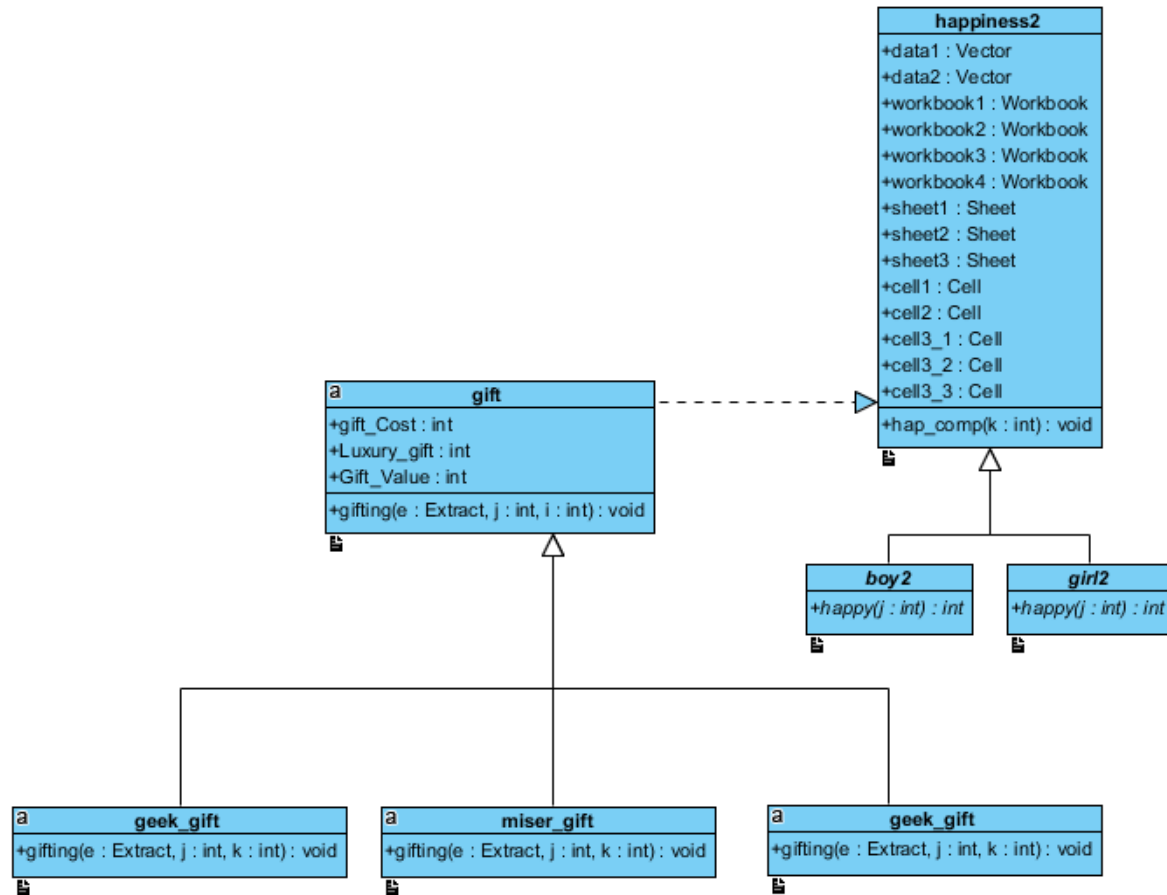 happiness2
+data1 : Vector
+data2 : Vector
+workbook1 : Workbook
+workbook2 : Workbook
+workbook3 : Workbook
+workbook4 : Workbook
+sheet1 : Sheet
+sheet2 : Sheet
+sheet3 : Sheet
+cell1 : Cell
+cell2 : Cell
+cell3_1 : Cell
+cell3_2 : Cell
+cell3_3 : Cell
+hap_comp(k : int) : void
a
gift
+gift_Cost : int
+Luxury_gift : int
+Gift_Value : int
+gifting(e : Extract, j : int, i : int) : void
boy2
+happy(j : int) : int
girl2
+happy(j : int) : int
a
geek_gift
+gifting(e : Extract, j : int, k : int) : void
a
miser_gift
+gifting(e : Extract, j : int, k : int) : void
a
geek_gift
+gifting(e : Extract, j : int, k : int) : void